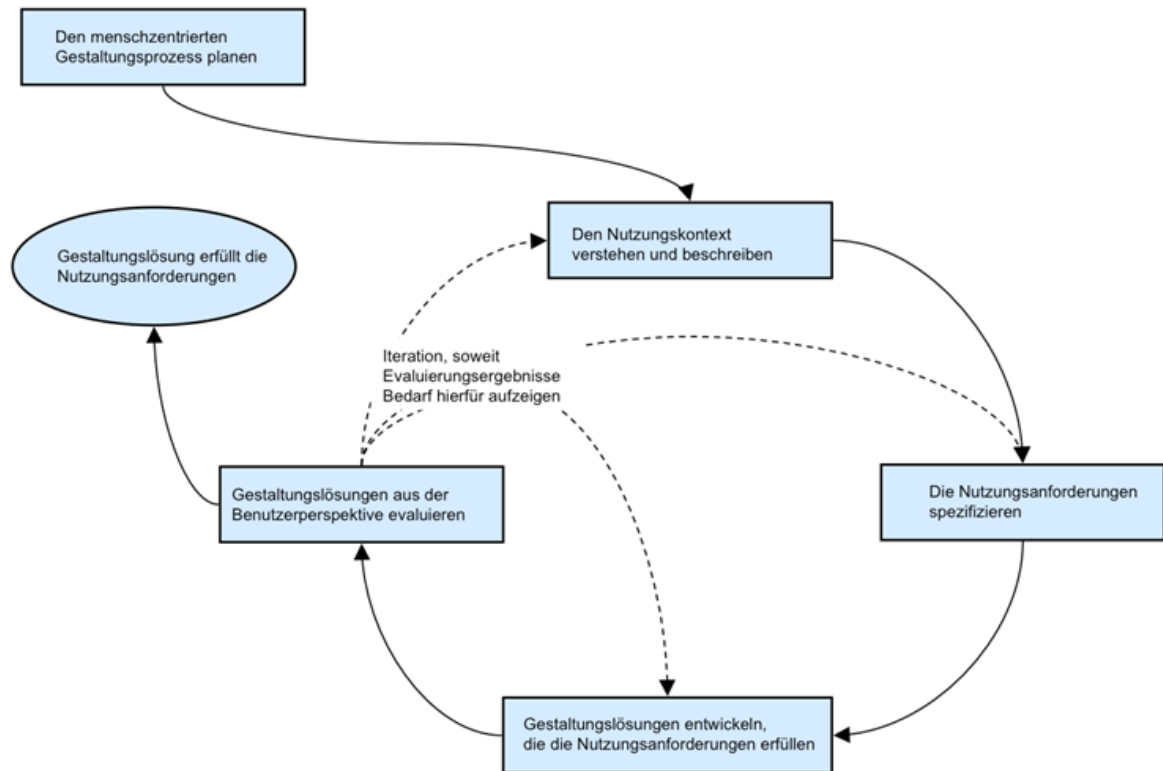 Den menschzentrierten
Gestaltungsprozess planen
Den Nutzungskontext
verstehen und beschreiben
Gestaltungslösung erfüllt die
Nutzungsanforderungen
Iteration, soweit
Evaluierungsergebnisse
Bedarf hierfür aufzeigen
Gestaltungslösungen aus der
Benutzerperspektive evaluieren
Die Nutzungsanforderungen
spezifizieren
Gestaltungslösungen entwickeln,
die die Nutzungsanforderungen erfüllen